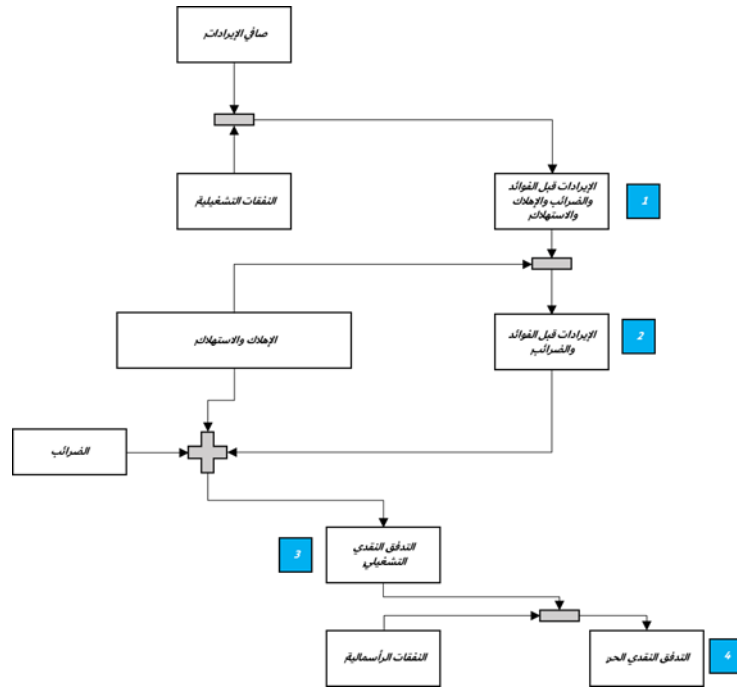 صافي الإيرادات
النفقات التشغيلية
الإيرادات قبل الفوائد
والضرائب والإهلاك
والاستهلاك
1
الإهلاك والاستهلاك
الإيرادات قبل الفوائد
والضرائب
2
الضرائب
التدفق النقدي
التشغيلي
3
النفقات الرأسمالية
التدفق النقدي الحر
4